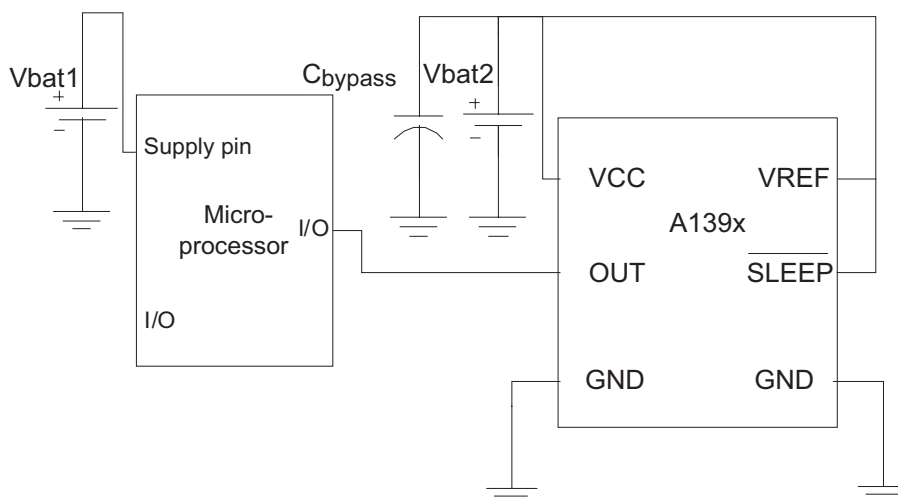 Vbat1
+
-
Cbypass
Vbat2
+
-
Supply pin
Micro-
processor
I/O
I/O
VCC
VREF
A139x
OUT
SLEEP
GND
GND